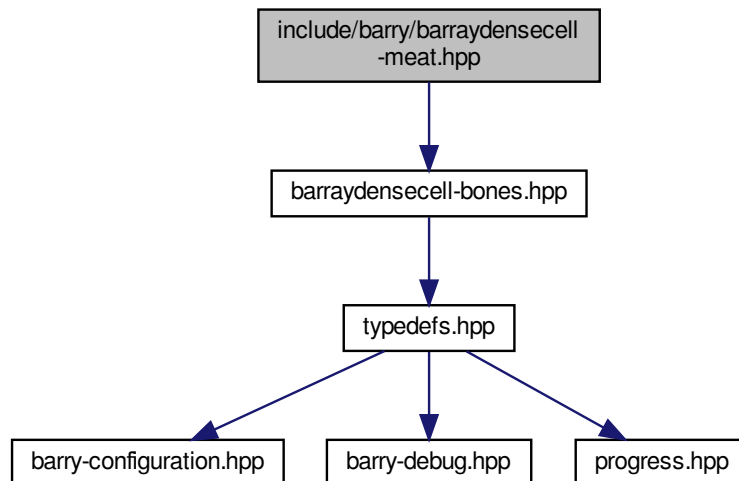 include/barry/barraydensecell
-meat.hpp
barraydensecell-bones.hpp
typedefs.hpp
barry-configuration.hpp
barry-debug.hpp
progress.hpp